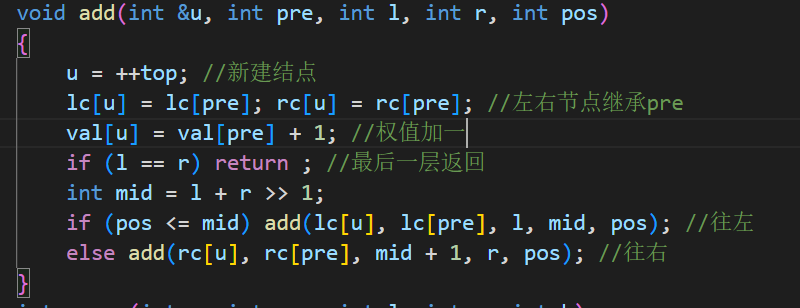 void add(int &u, int pre, int l, int r, int pos)
{
    u = ++top; //新建结点
    lc[u] = lc[pre]; rc[u] = rc[pre]; //左右节点继承pre
    val[u] = val[pre] + 1; //权值加一
    if (l == r) return ; //最后一层返回
    int mid = l + r >> 1;
    if (pos <= mid) add(lc[u], lc[pre], l, mid, pos); //往左
    else add(rc[u], rc[pre], mid + 1, r, pos); //往右
}